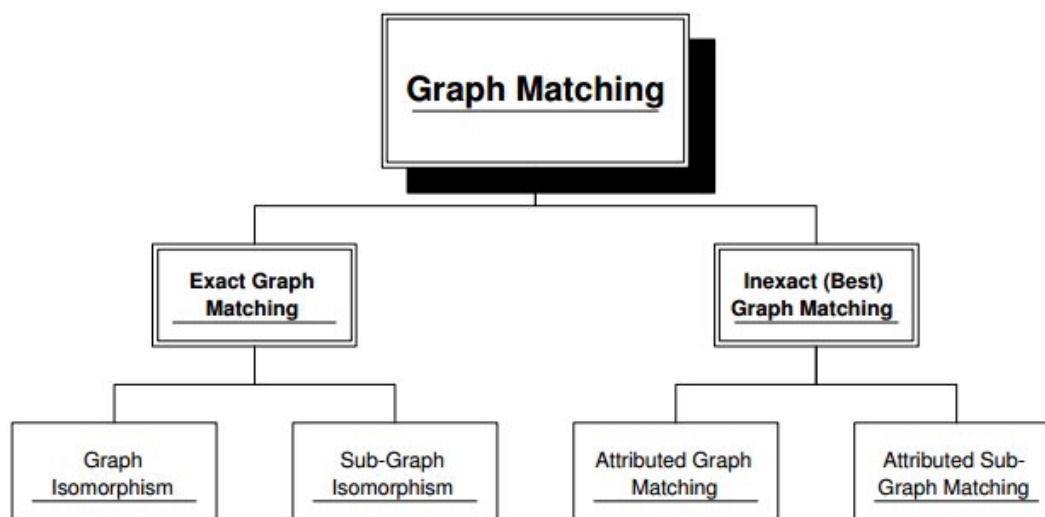 Graph Matching
Exact Graph
Matching
Inexact (Best)
Graph Matching
Graph
Isomorphism
Sub-Graph
Isomorphism
Attributed Graph
Matching
Attributed Sub-
Graph Matching